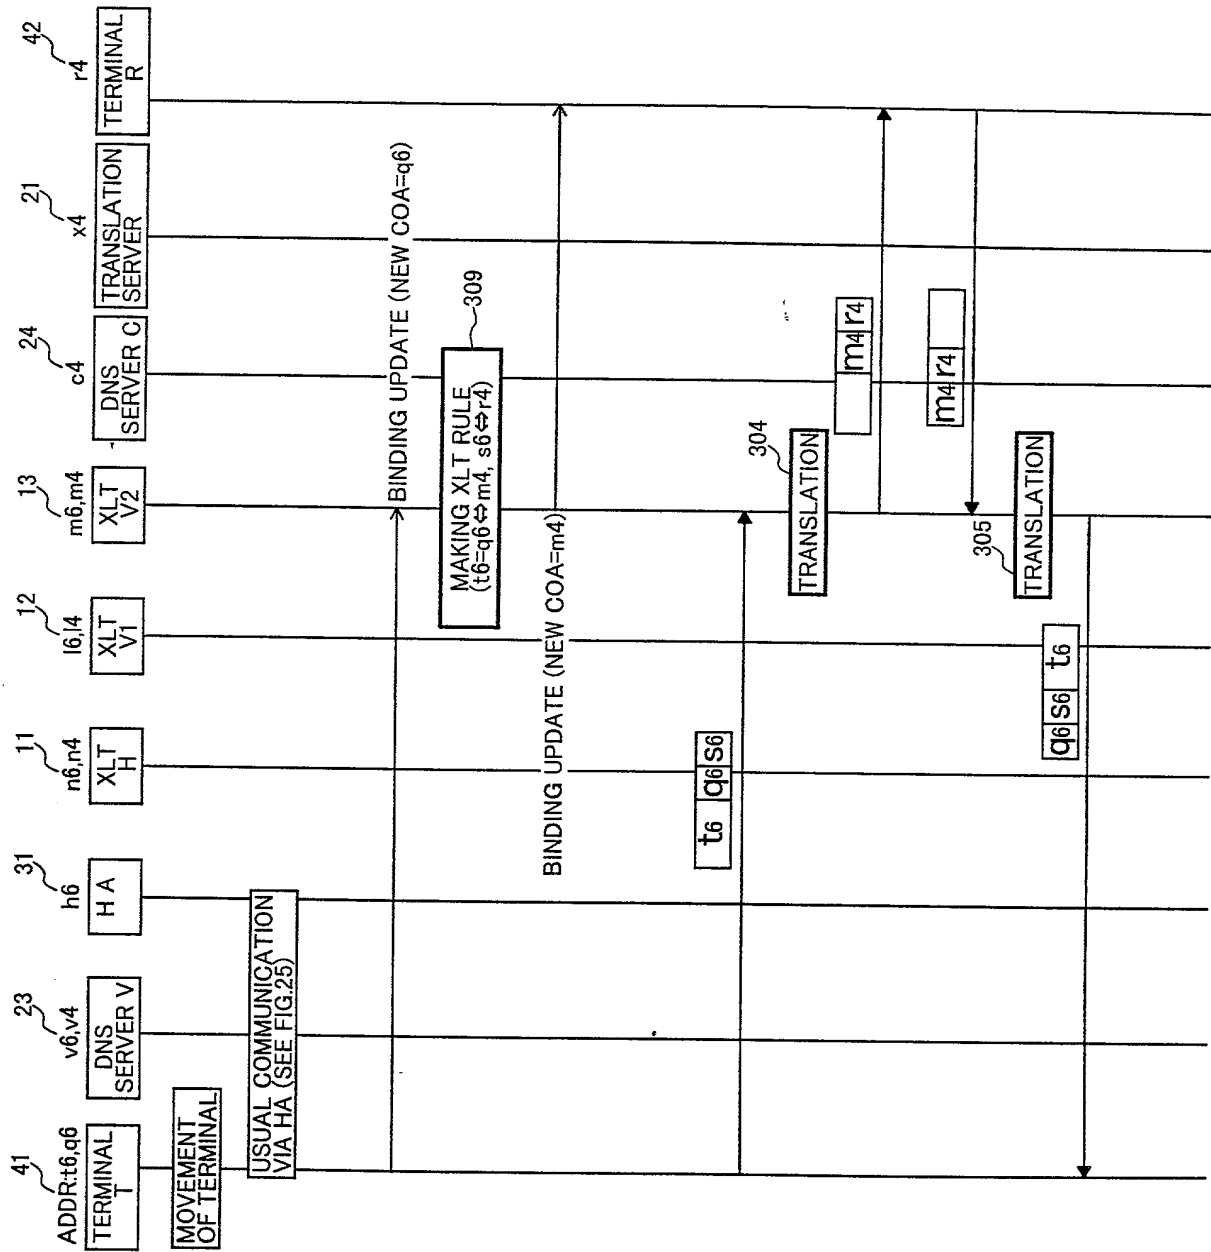 41
ADDR:t6,q6
TERMINAL
T
23
v6,v4
DNS
SERVER V
31
h6
H A
11
n6,n4
XLT
H
12
l6,l4
XLT
V1
13
m6,m4
XLT
V2
24
c4
DNS
SERVER C
21
x4
TRANSLATION
SERVER
42
r4
TERMINAL
R
MOVEMENT
OF TERMINAL
USUAL COMMUNICATION
VIA HA (SEE FIG.25)
BINDING UPDATE (NEW COA=q6)
309
MAKING XLT RULE
(t6=q6⇔m4, s6⇔r4)
BINDING UPDATE (NEW COA=m4)
t6 q6 s6
304
TRANSLATION
m4 r4
m4 r4
305
TRANSLATION
q6 s6 t6